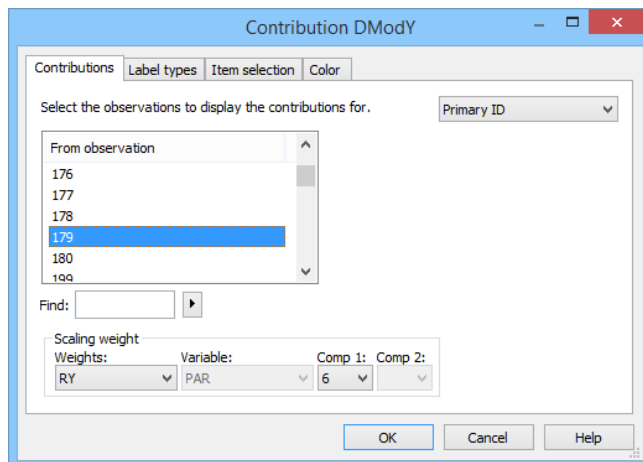 Contribution DModY
Contributions Label types Item selection Color
Select the observations to display the contributions for.
Primary ID
From observation
176
177
178
179
180
199
Find:
Scaling weight
Weights: Variable: Comp 1: Comp 2:
RY PAR 6
OK Cancel Help